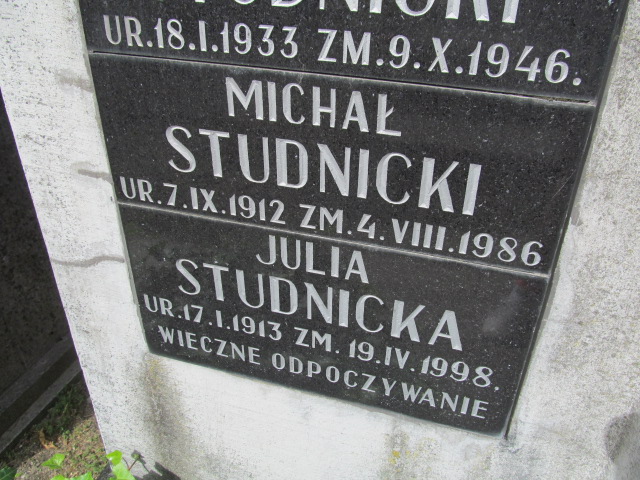 STUDNICKI
UR.18.I.1933 ZM.9.X.1946.
MICHAŁ
STUDNICKI
UR.7.IX.1912 ZM.4.VIII.1986
JULIA
STUDNICKA
UR.17.I.1913 ZM.19.IV.1998.
WIECZNE ODPOCZYWANIE